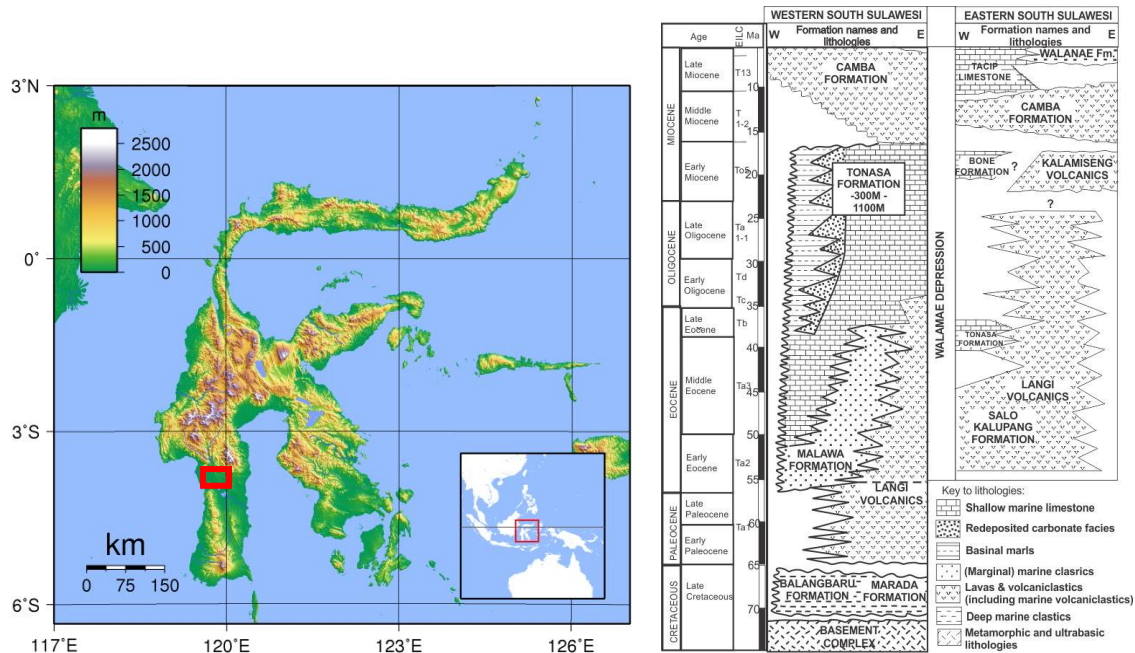 3°N
0°
3°S
6°S
117°E
120°E
123°E
126°E
m
2500
2000
1500
1000
500
0
km
0 75 150
WESTERN SOUTH SULAWESI
EASTERN SOUTH SULAWESI
Age
EILC
Ma
W Formation names and lithologies E
W Formation names and lithologies E
MIOCENE
Late Miocene
T13
10
Middle Miocene
T 1-2
15
Early Miocene
20
OLIGOCENE
Late Oligocene
Ta 1-1
25
30
Early Oligocene
Td
Tc
35
EOCENE
Late
Tb
40
Middle Eocene
Ta3
45
50
Early Eocene
Ta2
55
PALEOCENE
Late Paleocene
60
Early Paleocene
65
CRETACEOUS
Late Cretaceous
70
CAMBA
FORMATION
TONASA
FORMATION
-300M -
1100M
MALAWA
FORMATION
LANGI
VOLCANICS
BALANGBARU
FORMATION
MARADA
FORMATION
BASEMENT
COMPLEX
WALAMAE DEPRESSION
WALANAE Fm.
TACIP
LIMESTONE
CAMBA
FORMATION
BONE
FORMATION
?
KALAMISENG
VOLCANICS
?
TONASA
FORMATION
LANGI
VOLCANICS
SALO
KALUPANG
FORMATION
Key to lithologies:
Shallow marine limestone
Redeposited carbonate facies
Basinal marls
(Marginal) marine clasrics
Lavas & volcaniclastics
(including marine volcaniclastics)
Deep marine clastics
Metamorphic and ultrabasic
lithologies